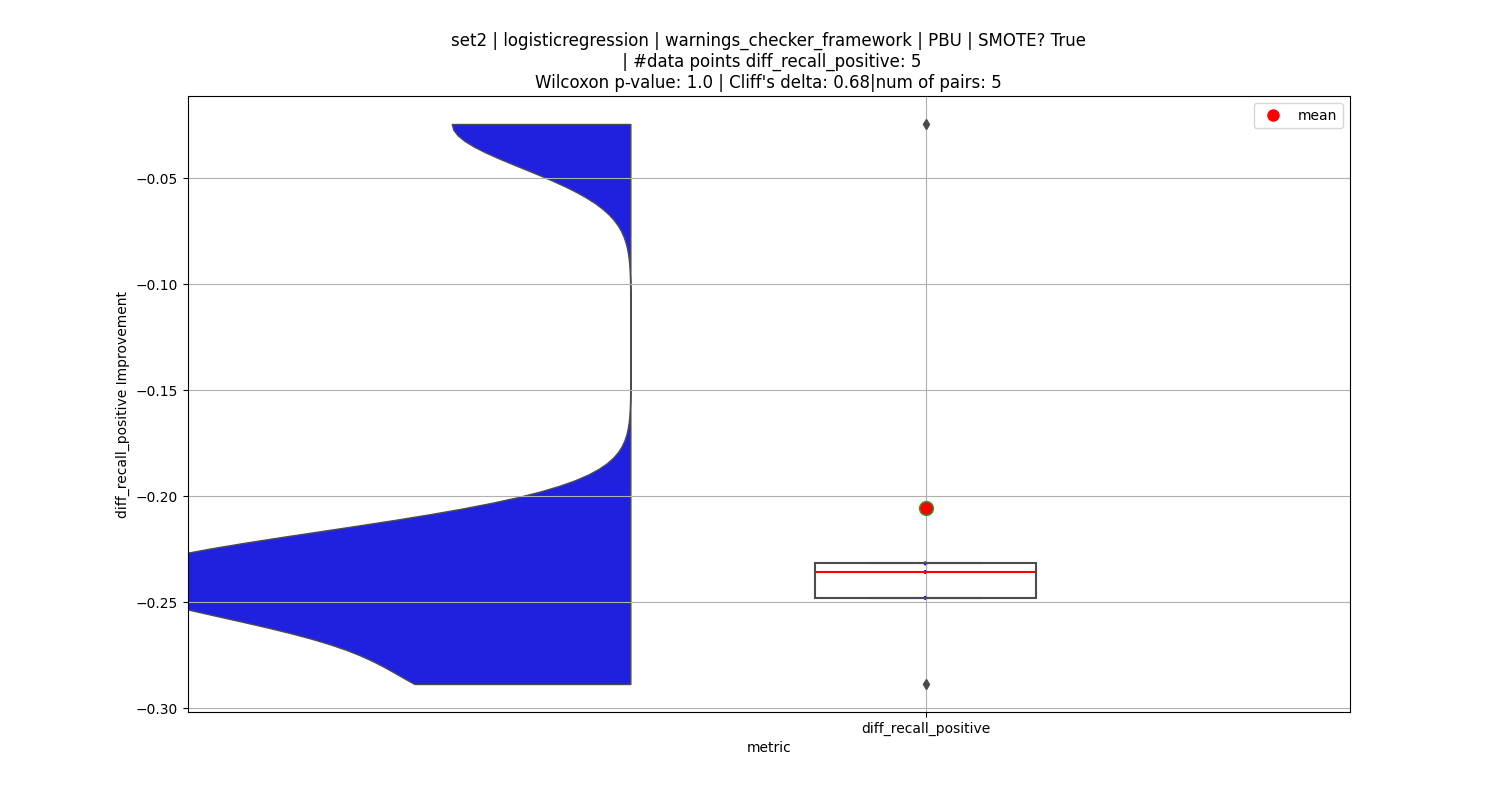 set2 | logisticregression | warnings_checker_framework | PBU | SMOTE? True
| #data points diff_recall_positive: 5
Wilcoxon p-value: 1.0 | Cliff's delta: 0.68|num of pairs: 5
mean
−0.05
−0.10
−0.15
−0.20
−0.25
−0.30
diff_recall_positive Improvement
diff_recall_positive
metric